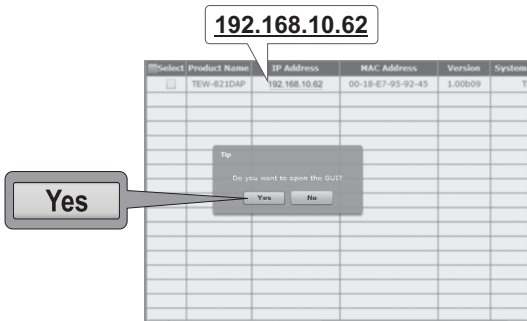 192.168.10.62
Select Product Name IP Address MAC Address Version System
TEW-821DAP 192.168.10.62 00-18-E7-95-92-45 1.00b09 T
Tip
Do you want to open the GUI?
Yes No
Yes